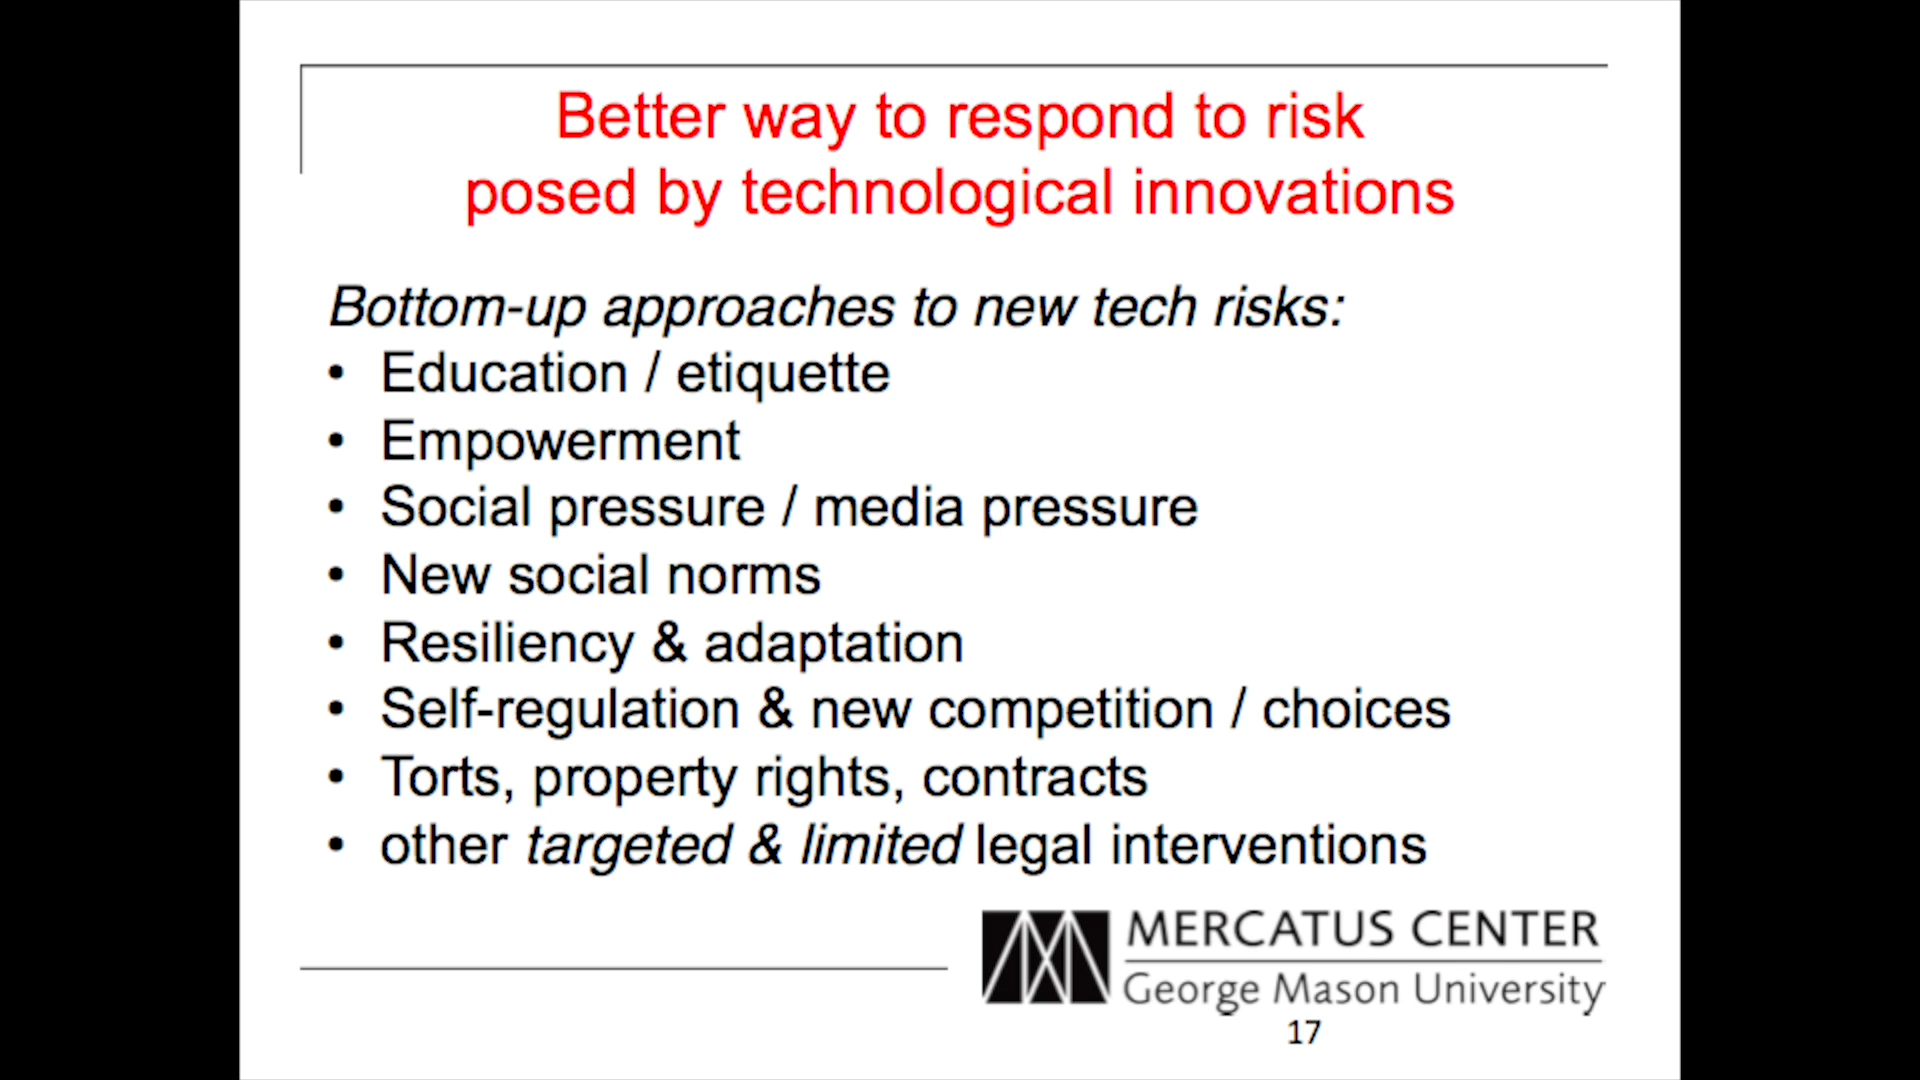 Better way to respond to risk
posed by technological innovations
Bottom-up approaches to new tech risks:
• Education / etiquette
• Empowerment
• Social pressure / media pressure
• New social norms
• Resiliency & adaptation
• Self-regulation & new competition / choices
• Torts, property rights, contracts
• other targeted & limited legal interventions
MERCATUS CENTER
George Mason University
17